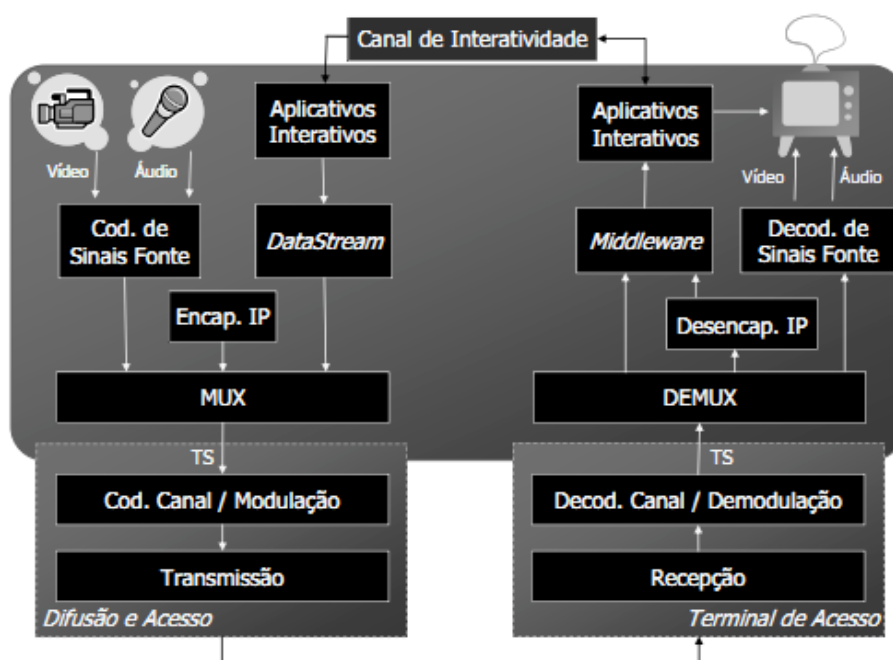 Canal de Interatividade
Aplicativos
Interativos
Vídeo
Áudio
Cod. de
Sinais Fonte
DataStream
Encap. IP
MUX
TS
Cod. Canal / Modulação
Transmissão
Difusão e Acesso
Aplicativos
Interativos
Vídeo
Áudio
Middleware
Decod. de
Sinais Fonte
Desencap. IP
DEMUX
TS
Decod. Canal / Demodulação
Recepção
Terminal de Acesso